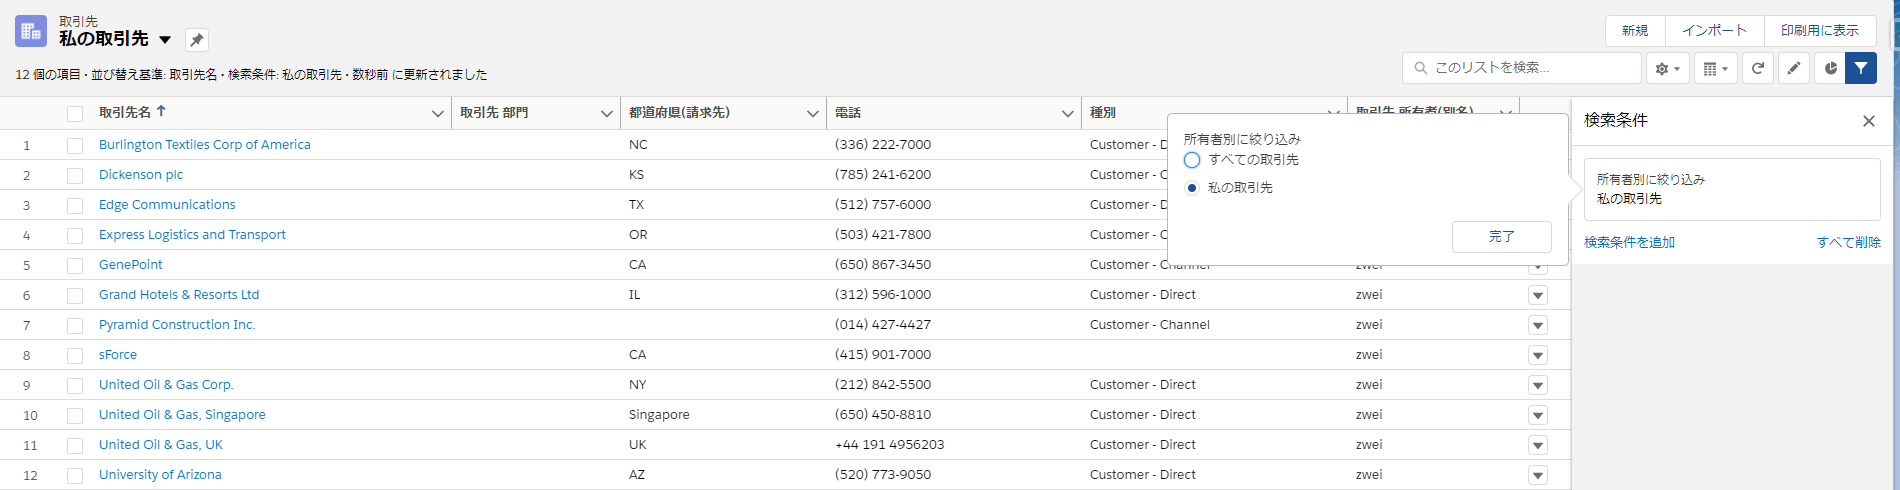 取引先
私の取引先
新規 インポート 印刷用に表示
12 個の項目・並び替え基準: 取引先名・検索条件: 私の取引先・数秒前 に更新されました
このリストを検索...
取引先名 取引先 部門 都道府県(請求先) 電話 種別 取引先 所有者(別名)
1 Burlington Textiles Corp of America NC (336) 222-7000 Customer - D
2 Dickenson plc KS (785) 241-6200 Customer - C
3 Edge Communications TX (512) 757-6000 Customer - D
4 Express Logistics and Transport OR (503) 421-7800 Customer - C
5 GenePoint CA (650) 867-3450 Customer - Channel zwei
6 Grand Hotels & Resorts Ltd IL (312) 596-1000 Customer - Direct zwei
7 Pyramid Construction Inc. (014) 427-4427 Customer - Channel zwei
8 sForce CA (415) 901-7000 zwei
9 United Oil & Gas Corp. NY (212) 842-5500 Customer - Direct zwei
10 United Oil & Gas, Singapore Singapore (650) 450-8810 Customer - Direct zwei
11 United Oil & Gas, UK UK +44 191 4956203 Customer - Direct zwei
12 University of Arizona AZ (520) 773-9050 Customer - Direct zwei
所有者別に絞り込み
すべての取引先
私の取引先
完了
検索条件
所有者別に絞り込み
私の取引先
検索条件を追加 すべて削除